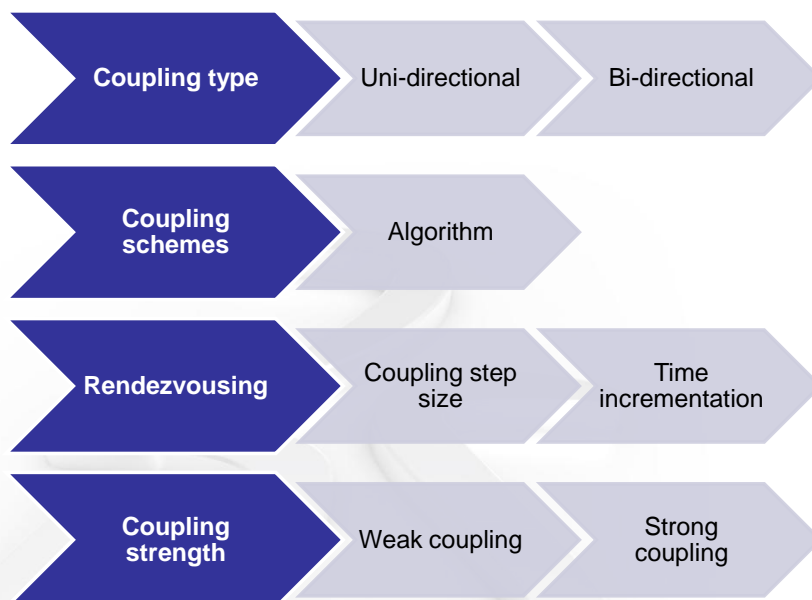 Coupling type
Uni-directional
Bi-directional
Coupling
schemes
Algorithm
Rendezvousing
Coupling step
size
Time
incrementation
Coupling
strength
Weak coupling
Strong
coupling